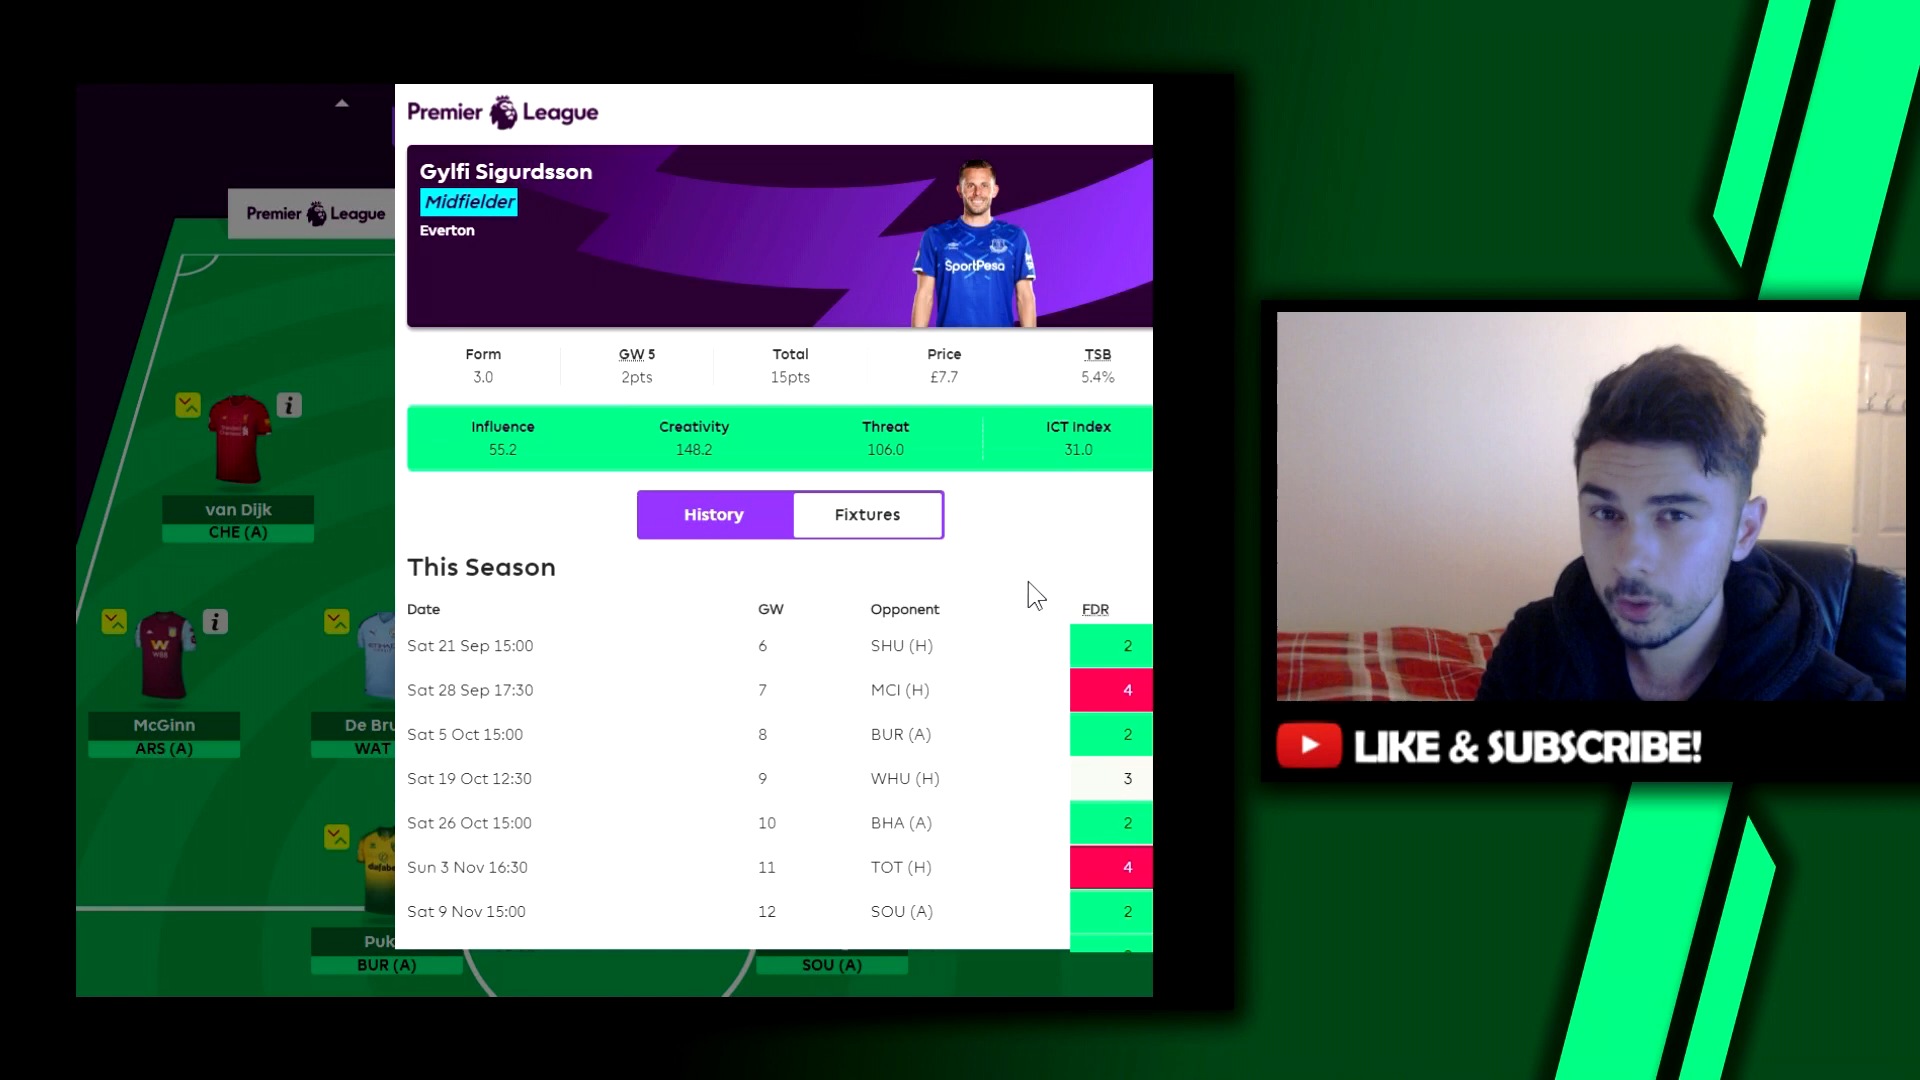 Premier League
Gylfi Sigurdsson
Midfielder
Everton
SportPesa
Form GW 5 Total Price TSB
3.0 2pts 15pts £7.7 5.4%
Influence Creativity Threat ICT Index
55.2 148.2 106.0 31.0
History Fixtures
This Season
Date GW Opponent FDR
Sat 21 Sep 15:00 6 SHU (H) 2
Sat 28 Sep 17:30 7 MCI (H) 4
Sat 5 Oct 15:00 8 BUR (A) 2
Sat 19 Oct 12:30 9 WHU (H) 3
Sat 26 Oct 15:00 10 BHA (A) 2
Sun 3 Nov 16:30 11 TOT (H) 4
Sat 9 Nov 15:00 12 SOU (A) 2
Premier League
van Dijk
CHE (A)
W88
McGinn
ARS (A)
De Bru
WAT
Puk
BUR (A)
SOU (A)
LIKE & SUBSCRIBE!